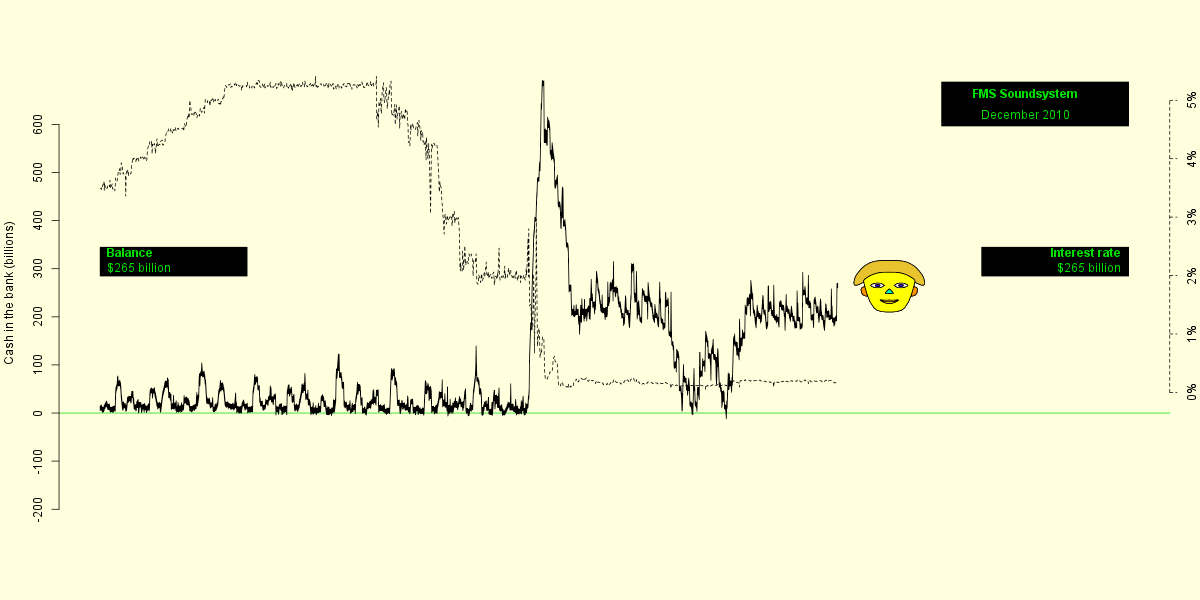 FMS Soundsystem
December 2010
Cash in the bank (billions)
600
500
400
300
200
100
0
-100
-200
Balance
$265 billion
Interest rate
$265 billion
5%
4%
3%
2%
1%
0%